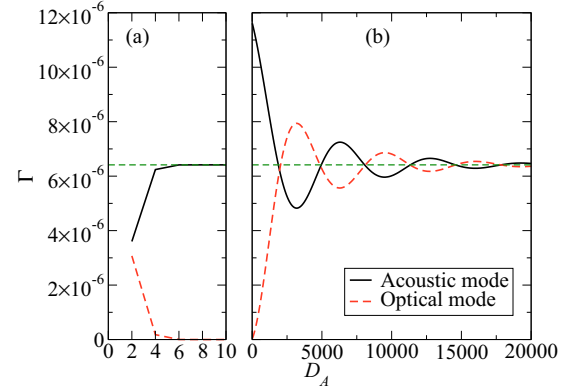 12×10⁻⁶
10×10⁻⁶
8×10⁻⁶
6×10⁻⁶
4×10⁻⁶
2×10⁻⁶
0
Γ
(a)
(b)
Acoustic mode
Optical mode
0 2 4 6 8 10
0 5000 10000 15000 20000
D_A